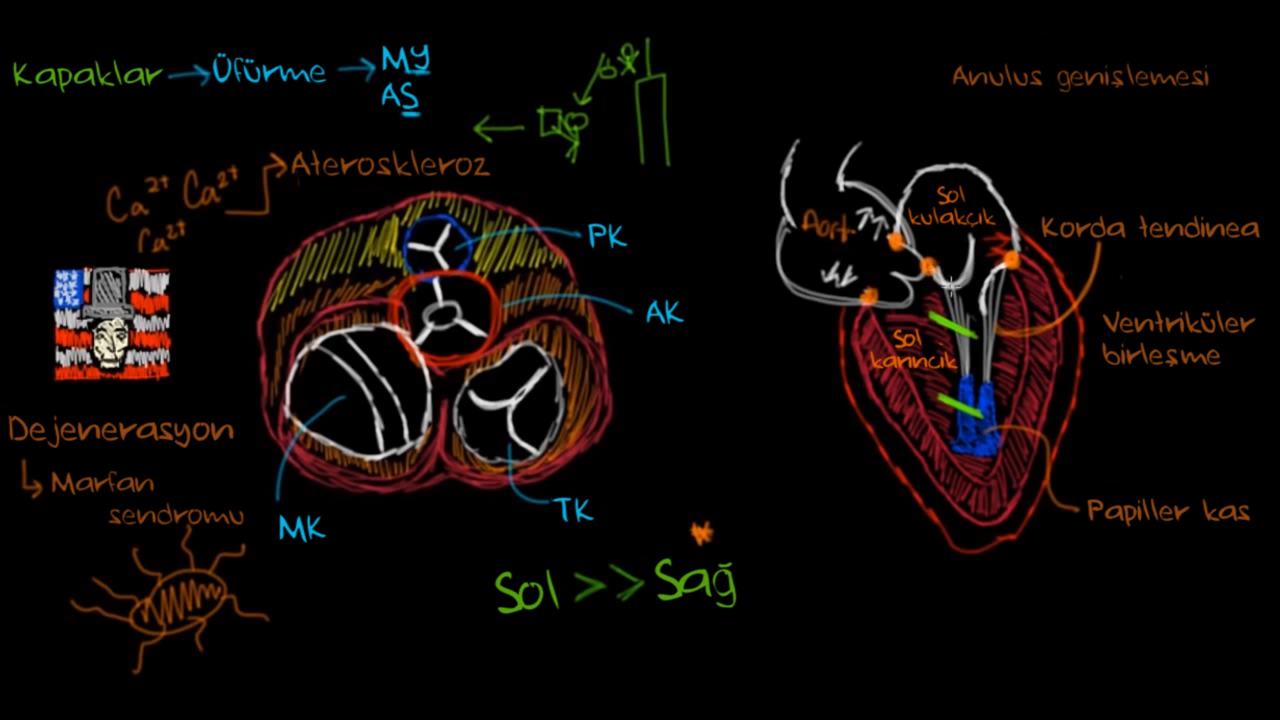 Kapaklar → Üfürme → MY
AS
Anulus genişlemesi
Ateroskleroz
Ca²⁺ Ca²⁺
Ca²⁺
PK
AK
MK
TK
Dejenerasyon
Marfan
sendromu
Sol >> Sağ
Aort
Sol
kulakçık
Sol
karıncık
Korda tendinea
Ventriküler
birleşme
Papiller kas